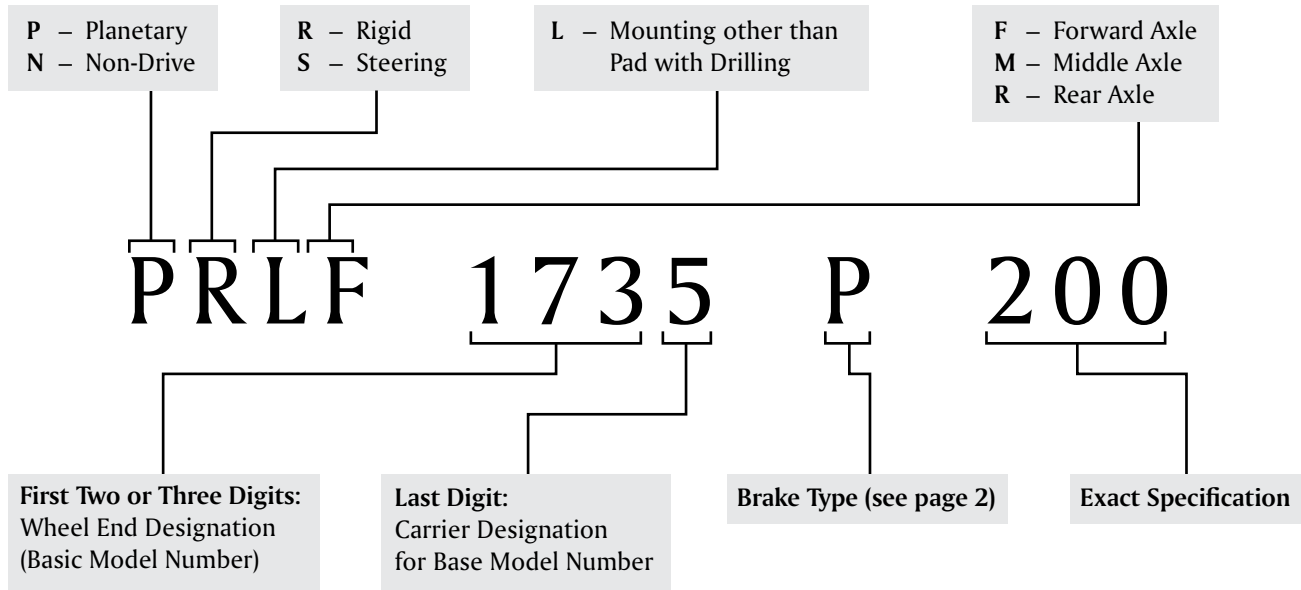 P – Planetary
N – Non-Drive
R – Rigid
S – Steering
L – Mounting other than
Pad with Drilling
F – Forward Axle
M – Middle Axle
R – Rear Axle
PRLF 1735 P 200
First Two or Three Digits:
Wheel End Designation
(Basic Model Number)
Last Digit:
Carrier Designation
for Base Model Number
Brake Type (see page 2)
Exact Specification